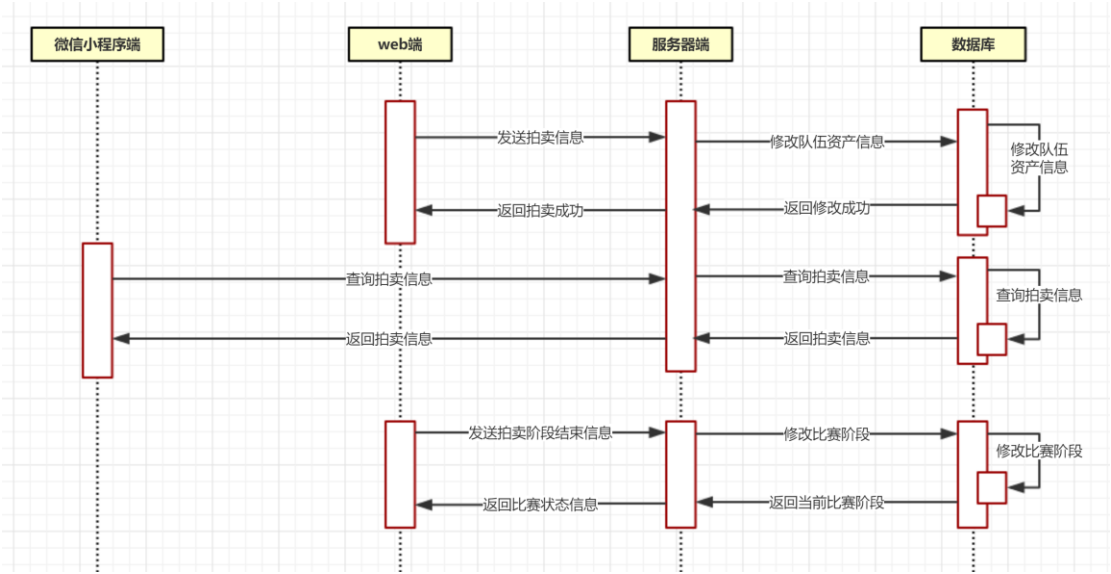 微信小程序端
web端
服务器端
数据库
发送拍卖信息
修改队伍资产信息
修改队伍
资产信息
返回拍卖成功
返回修改成功
查询拍卖信息
查询拍卖信息
查询拍卖信息
返回拍卖信息
返回拍卖信息
发送拍卖阶段结束信息
修改比赛阶段
修改比赛阶段
返回比赛状态信息
返回当前比赛阶段